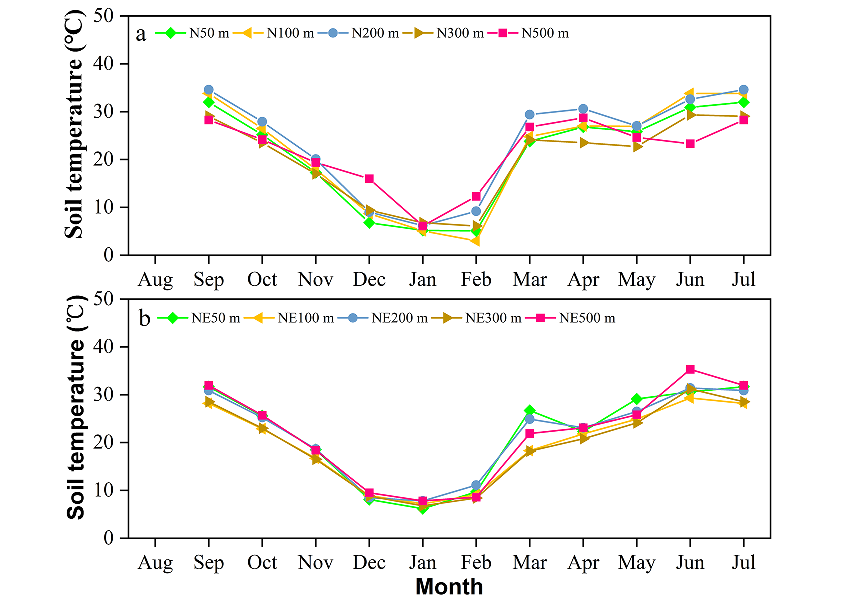 a
N50 m N100 m N200 m N300 m N500 m
Soil temperature (℃)
50
40
30
20
10
0
Aug Sep Oct Nov Dec Jan Feb Mar Apr May Jun Jul
b
NE50 m NE100 m NE200 m NE300 m NE500 m
Soil temperature (℃)
50
40
30
20
10
0
Aug Sep Oct Nov Dec Jan Feb Mar Apr May Jun Jul
Month